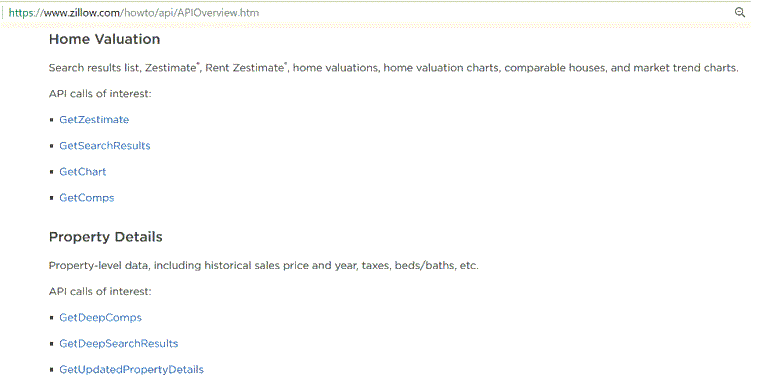 https://www.zillow.com/howto/api/APIOverview.htm
Home Valuation
Search results list, Zestimate®, Rent Zestimate®, home valuations, home valuation charts, comparable houses, and market trend charts.
API calls of interest:
▪ GetZestimate
▪ GetSearchResults
▪ GetChart
▪ GetComps
Property Details
Property-level data, including historical sales price and year, taxes, beds/baths, etc.
API calls of interest:
▪ GetDeepComps
▪ GetDeepSearchResults
▪ GetUpdatedPropertyDetails